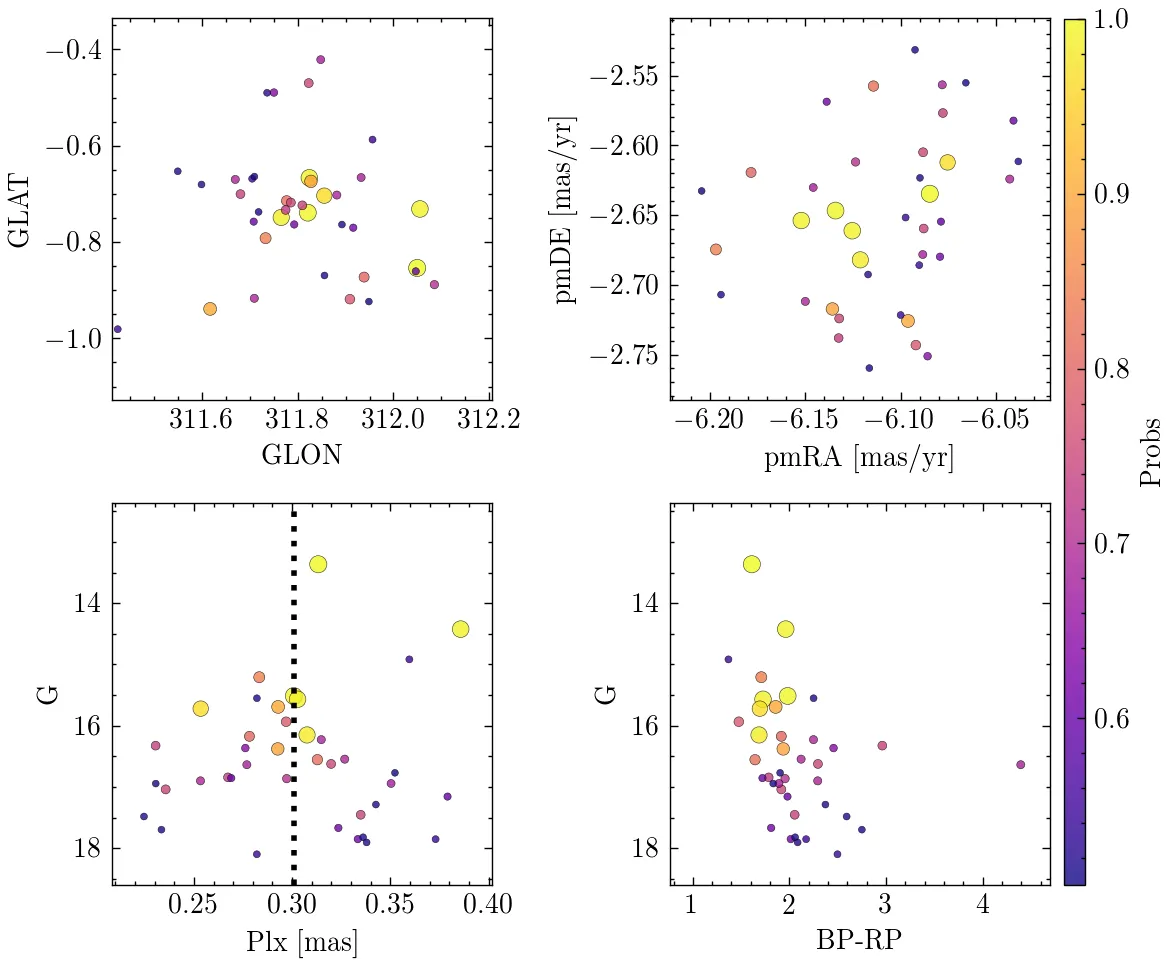 −0.4
−0.6
−0.8
−1.0
GLAT
311.6 311.8 312.0 312.2
GLON
−2.55
−2.60
−2.65
−2.70
−2.75
pmDE [mas/yr]
−6.20 −6.15 −6.10 −6.05
pmRA [mas/yr]
14
16
18
G
0.25 0.30 0.35 0.40
Plx [mas]
14
16
18
G
1 2 3 4
BP-RP
1.0
0.9
0.8
0.7
0.6
Probs